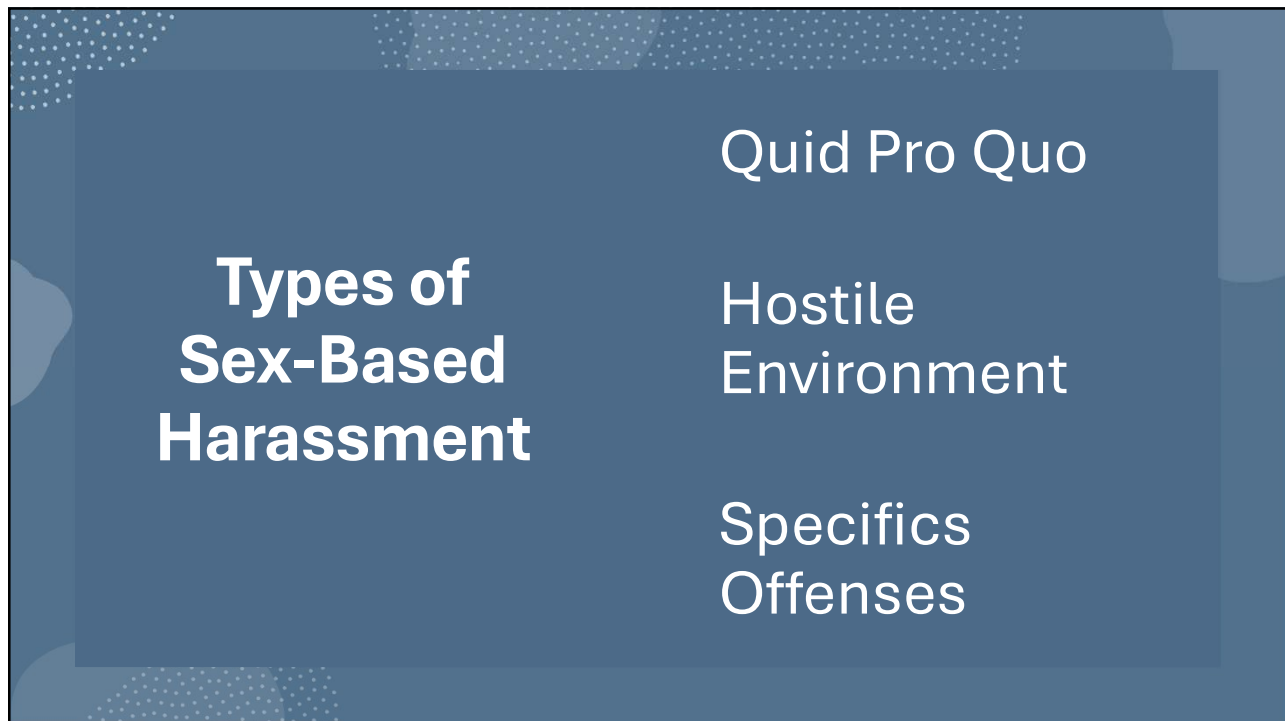 Types of
Sex-Based
Harassment
Quid Pro Quo
Hostile
Environment
Specifics
Offenses